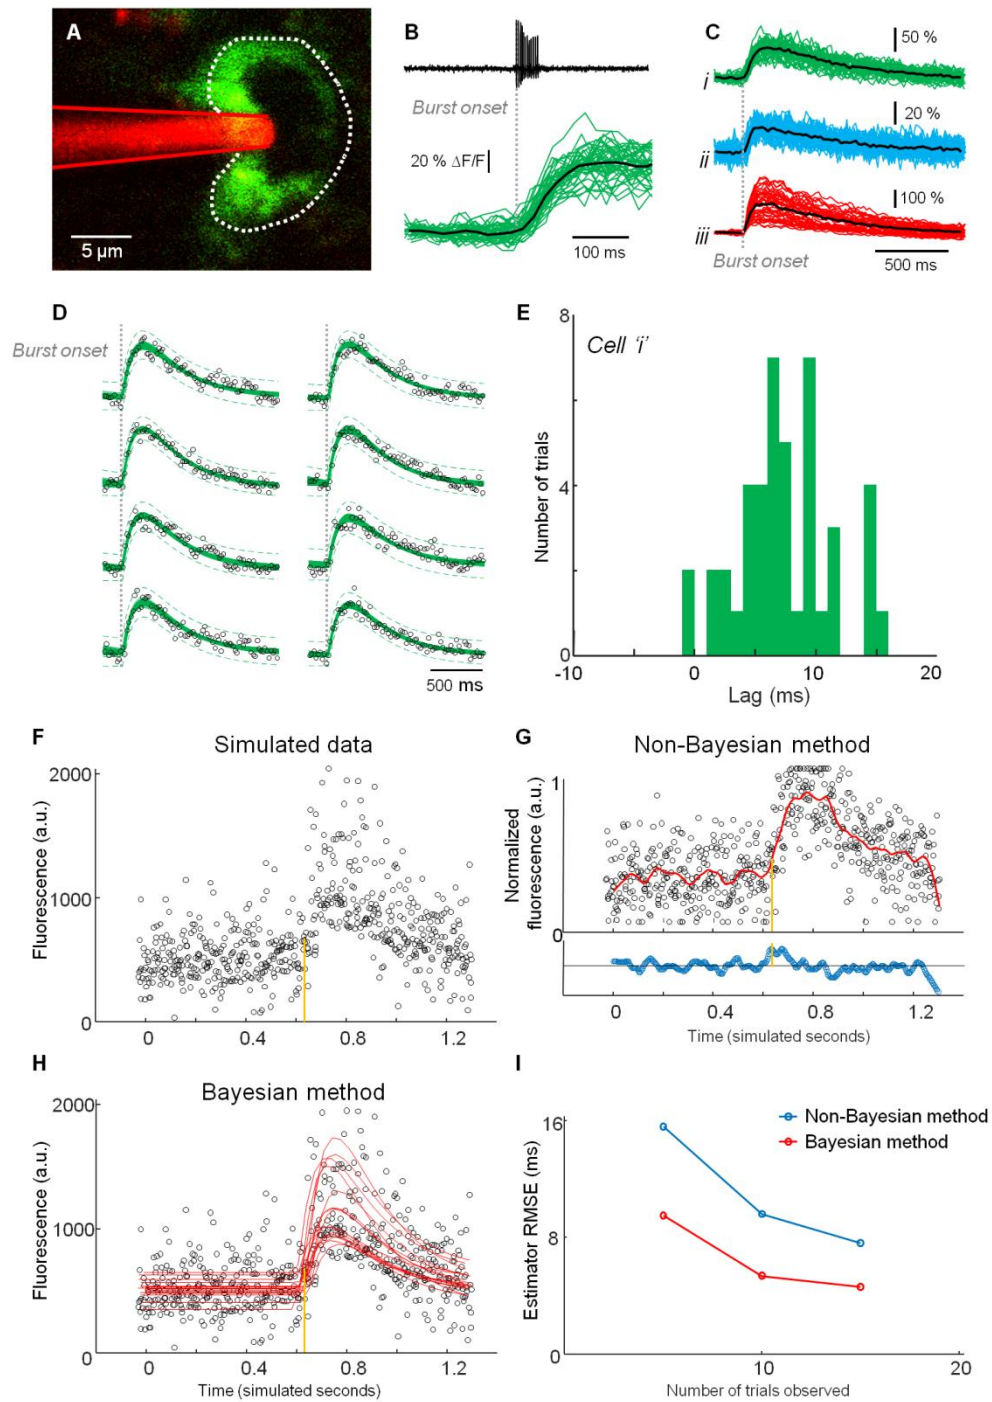 A
5 µm
B
Burst onset
20 % ΔF/F
100 ms
C
50 %
i
20 %
ii
100 %
iii
Burst onset
500 ms
D
Burst onset
500 ms
E
Cell ‘i’
Number of trials
8
4
0
-10
0
10
20
Lag (ms)
F
Simulated data
Fluorescence (a.u.)
2000
1000
0
0
0.4
0.8
1.2
G
Non-Bayesian method
Normalized
fluorescence (a.u.)
1
0
0
0.4
0.8
1.2
Time (simulated seconds)
H
Bayesian method
Fluorescence (a.u.)
2000
1000
0
0
0.4
0.8
1.2
Time (simulated seconds)
I
Non-Bayesian method
Bayesian method
Estimator RMSE (ms)
16
8
0
10
20
Number of trials observed